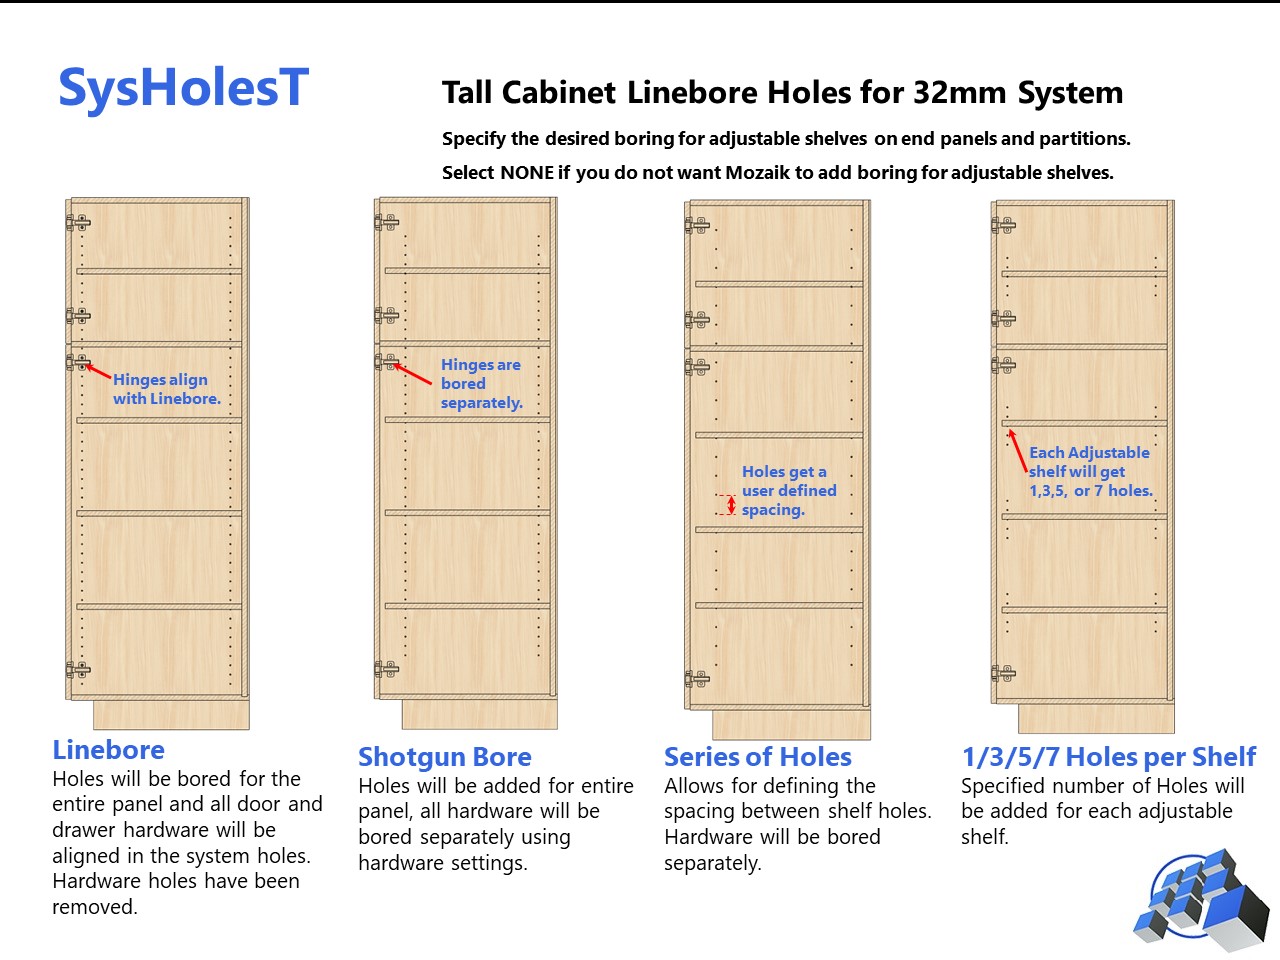 SysHolesT
Tall Cabinet Linebore Holes for 32mm System
Specify the desired boring for adjustable shelves on end panels and partitions.
Select NONE if you do not want Mozaik to add boring for adjustable shelves.
Hinges align
with Linebore.
Hinges are
bored
separately.
Holes get a
user defined
spacing.
Each Adjustable
shelf will get
1,3,5, or 7 holes.
Linebore
Holes will be bored for the
entire panel and all door and
drawer hardware will be
aligned in the system holes.
Hardware holes have been
removed.
Shotgun Bore
Holes will be added for entire
panel, all hardware will be
bored separately using
hardware settings.
Series of Holes
Allows for defining the
spacing between shelf holes.
Hardware will be bored
separately.
1/3/5/7 Holes per Shelf
Specified number of Holes will
be added for each adjustable
shelf.